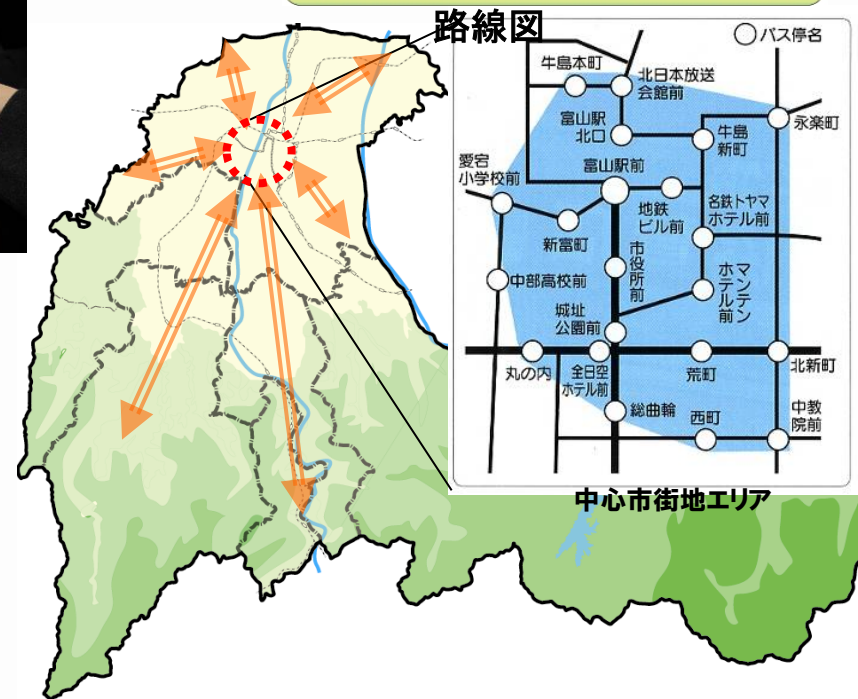 路線図
バス停名
牛島本町
北日本放送
会館前
永楽町
富山駅
北口
牛島
新町
愛宕
小学校前
富山駅前
地鉄
ビル前
名鉄トヤマ
ホテル前
新富町
市役所前
中部高校前
マンテン
ホテル前
城址
公園前
丸の内
全日空
ホテル前
荒町
北新町
総曲輪
西町
中教
院前
中心市街地エリア